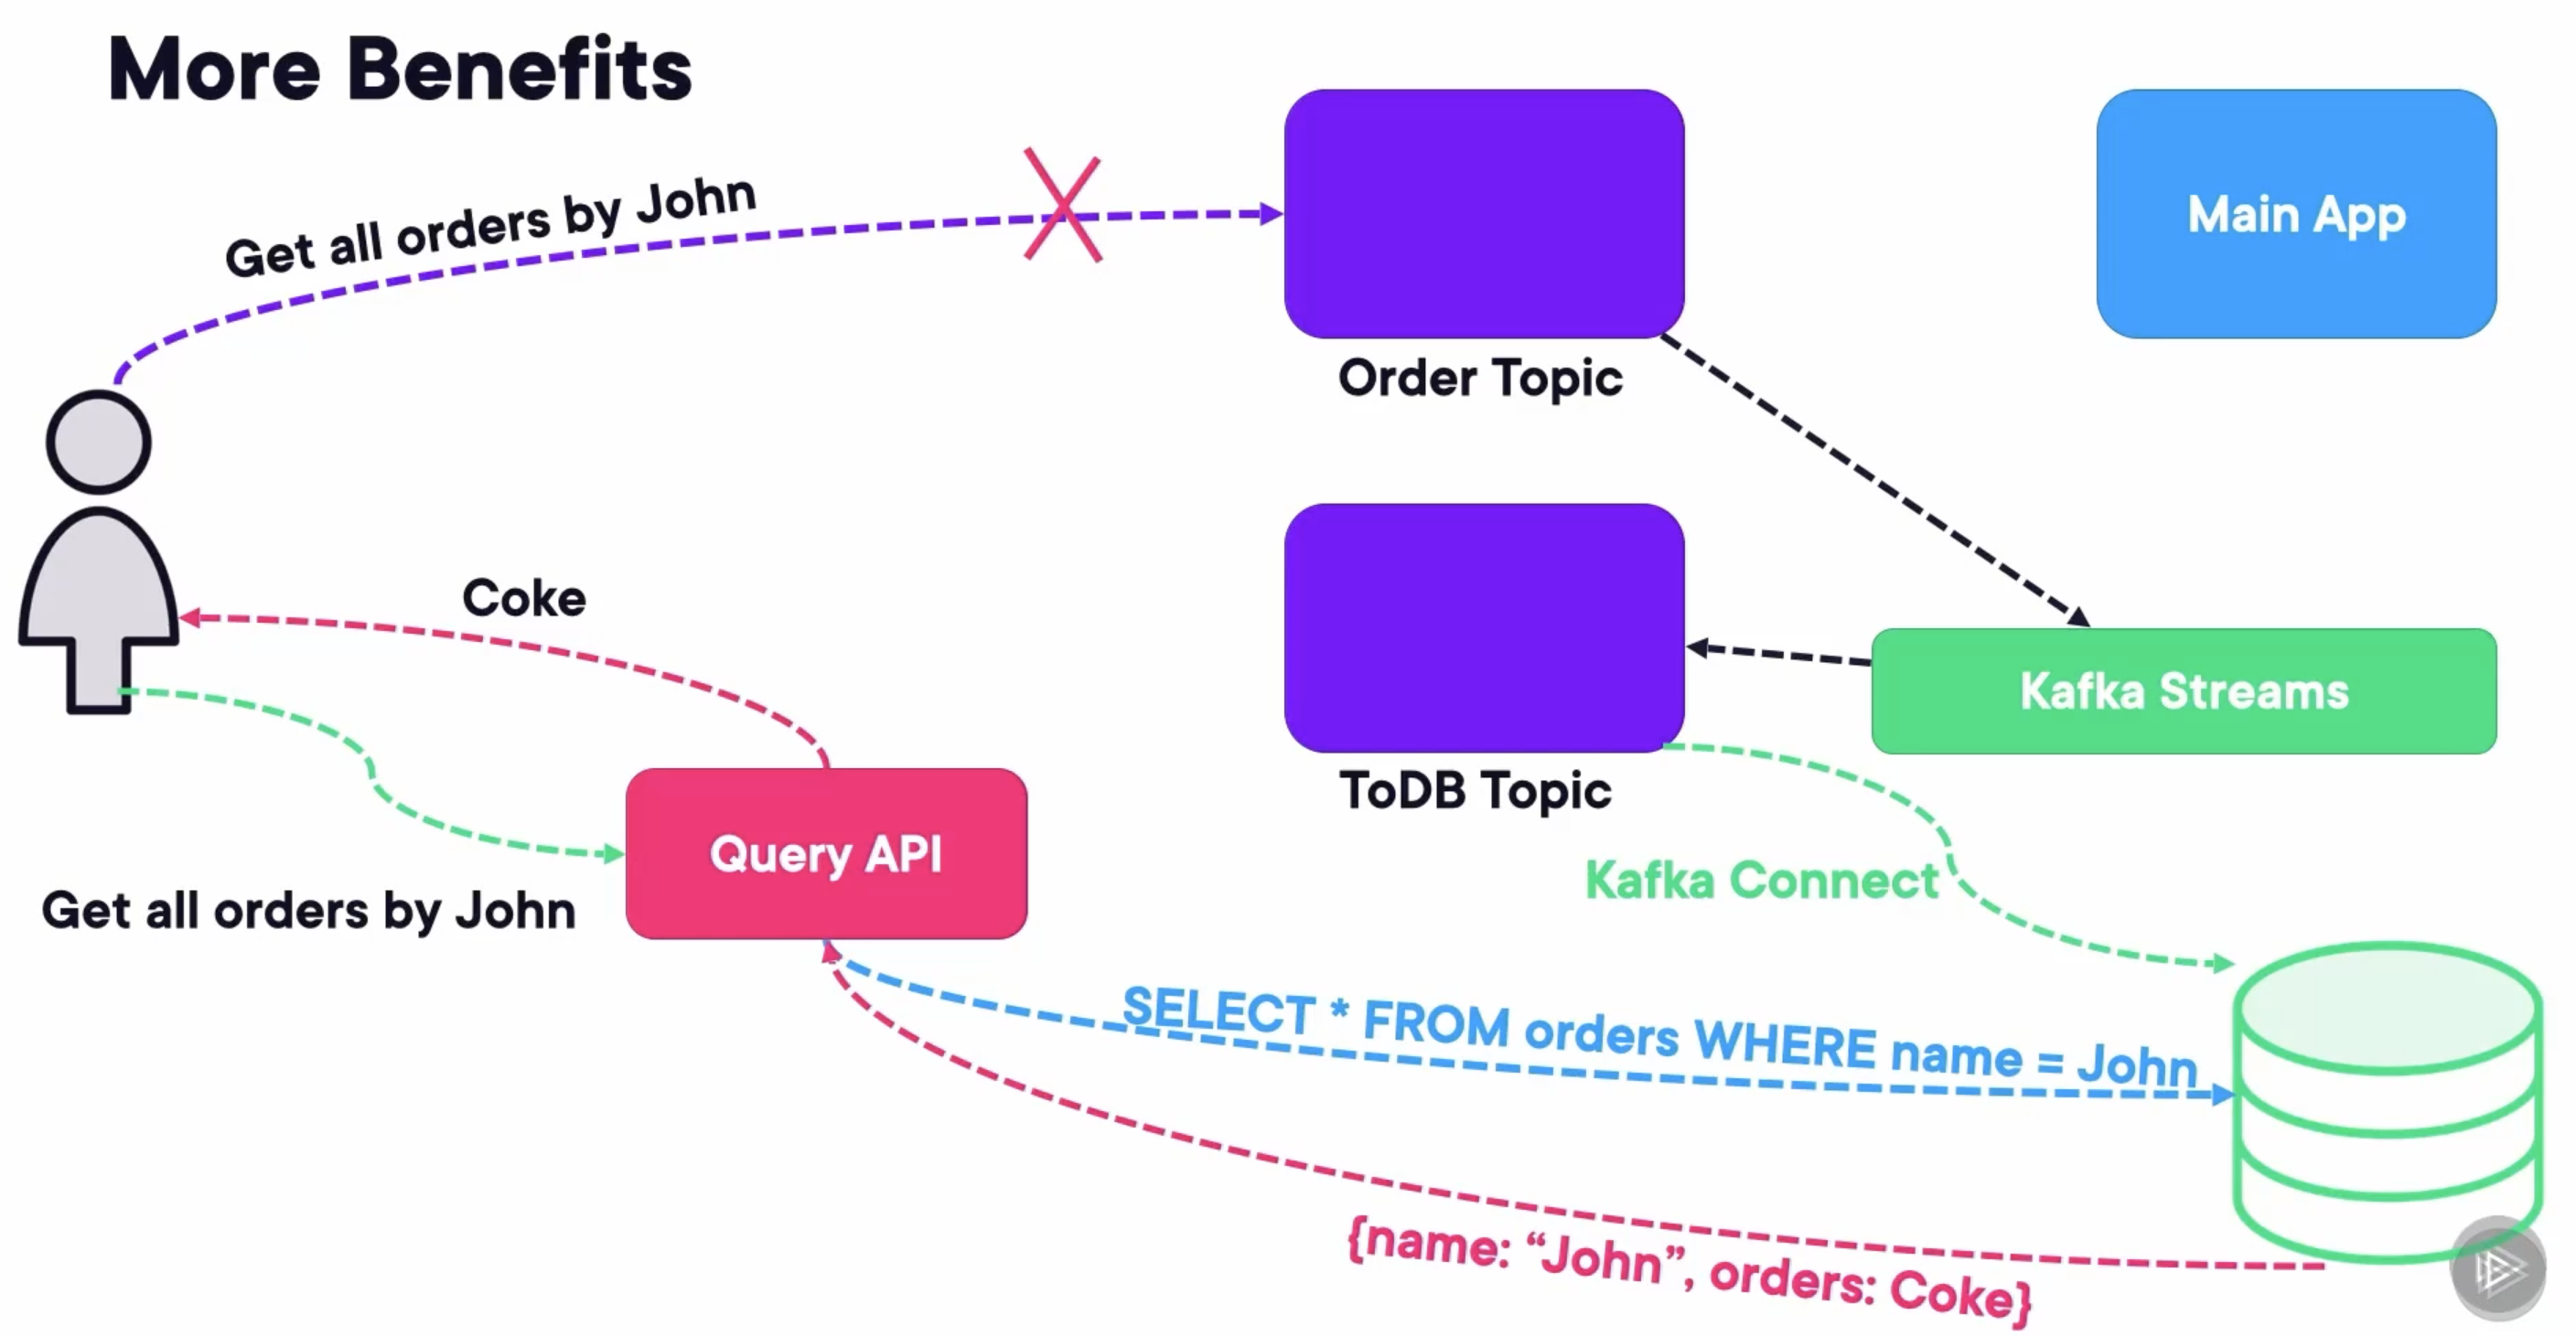 More Benefits
Get all orders by John
Main App
Order Topic
Coke
Kafka Streams
ToDB Topic
Query API
Kafka Connect
Get all orders by John
SELECT * FROM orders WHERE name = John
{name: “John”, orders: Coke}